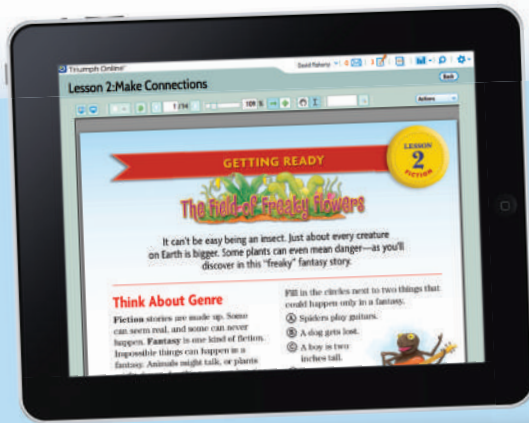 Triumph Online
David Flaherty
Lesson 2:Make Connections
Back
1/14
109 %
Actions
GETTING READY
LESSON
2
FICTION
The Field of Freaky Flowers
It can't be easy being an insect. Just about every creature
on Earth is bigger. Some plants can even mean danger—as you'll
discover in this "freaky" fantasy story.
Think About Genre
Fiction stories are made up. Some
can seem real, and some can never
happen. Fantasy is one kind of fiction.
Impossible things can happen in a
fantasy. Animals might talk, or plants
Fill in the circles next to two things that
could happen only in a fantasy.
A Spiders play guitars.
B A dog gets lost.
C A boy is two
inches tall.